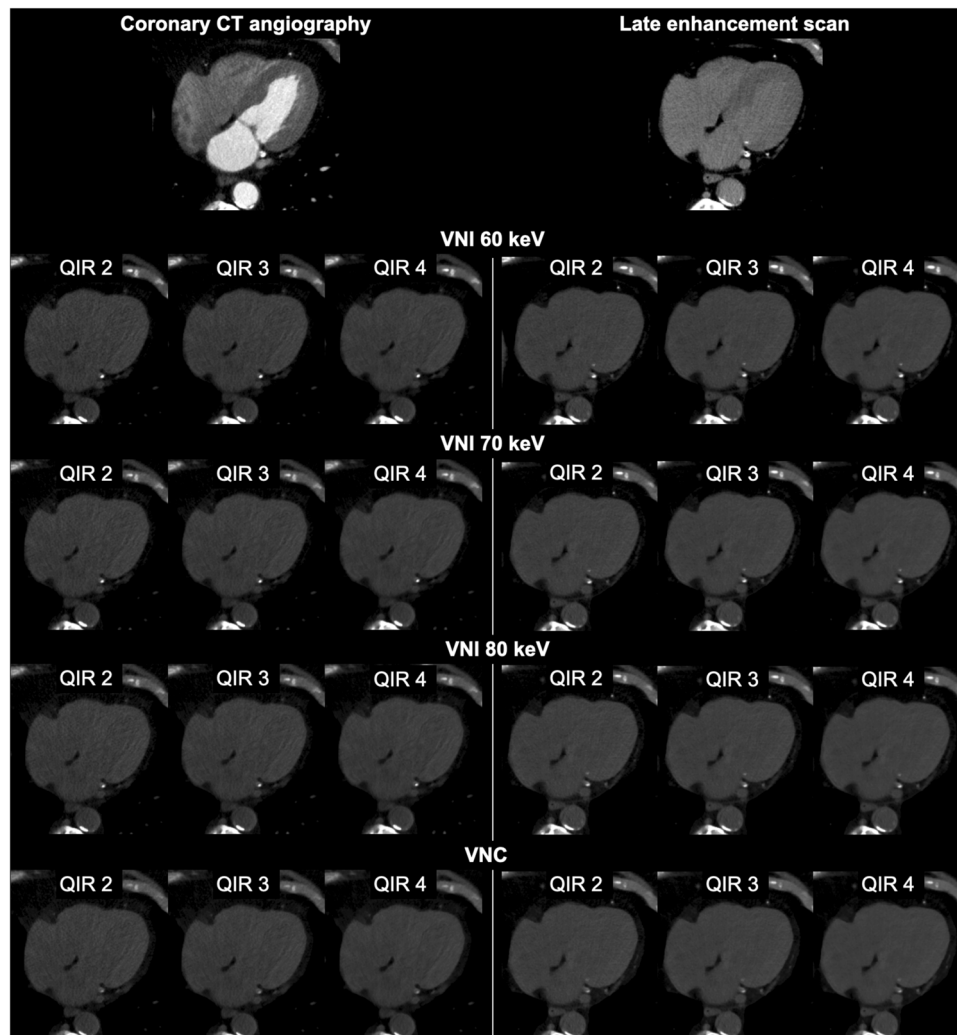 Coronary CT angiography Late enhancement scan
VNI 60 keV
QIR 2 QIR 3 QIR 4 QIR 2 QIR 3 QIR 4
VNI 70 keV
QIR 2 QIR 3 QIR 4 QIR 2 QIR 3 QIR 4
VNI 80 keV
QIR 2 QIR 3 QIR 4 QIR 2 QIR 3 QIR 4
VNC
QIR 2 QIR 3 QIR 4 QIR 2 QIR 3 QIR 4